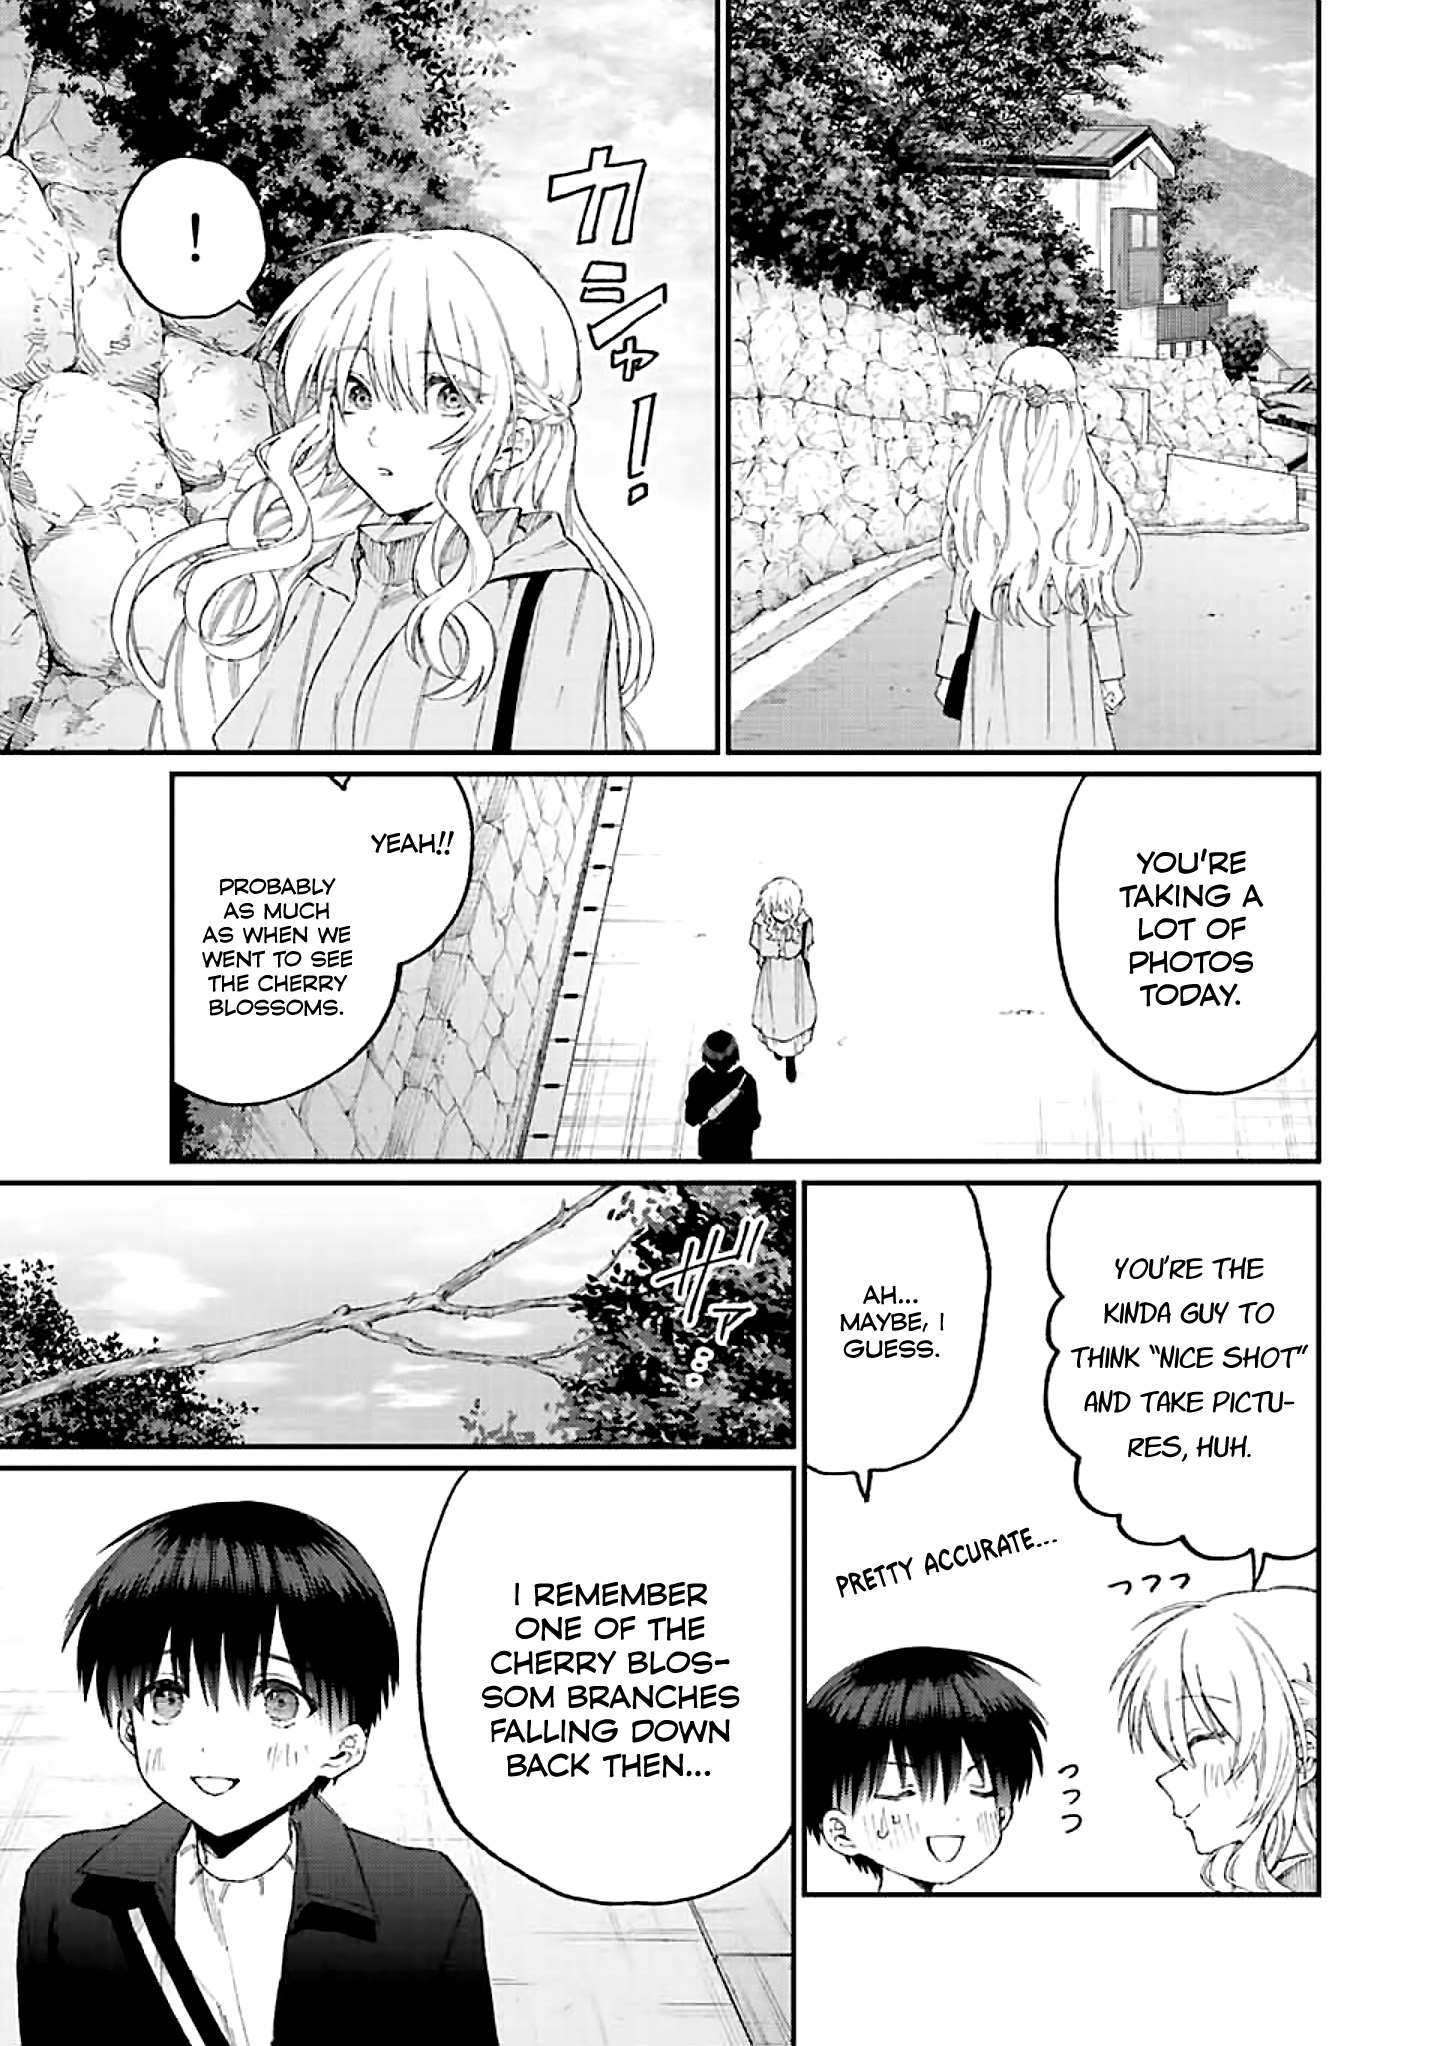 カシャ!
!
YOU'RE
TAKING A
LOT OF
PHOTOS
TODAY.
YEAH!!
PROBABLY
AS MUCH
AS WHEN WE
WENT TO SEE
THE CHERRY
BLOSSOMS.
YOU'RE THE
KINDA GUY TO
THINK "NICE SHOT"
AND TAKE PICTU-
RES, HUH.
AH...
MAYBE, I
GUESS.
PRETTY ACCURATE...
フフフ
フフフ
ザァ…
I REMEMBER
ONE OF THE
CHERRY BLOS-
SOM BRANCHES
FALLING DOWN
BACK THEN...